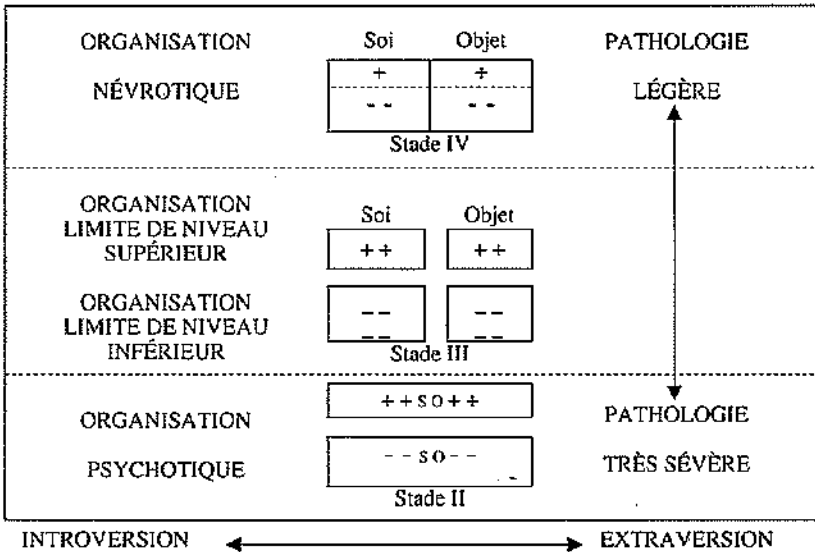 ORGANISATION Soi Objet PATHOLOGIE
+ +
NÉVROTIQUE LÉGÈRE
-- --
Stade IV
ORGANISATION
LIMITE DE NIVEAU Soi Objet
SUPÉRIEUR ++ ++
ORGANISATION
LIMITE DE NIVEAU -- --
INFÉRIEUR -- --
Stade III
++SO++
ORGANISATION PATHOLOGIE
--SO--
PSYCHOTIQUE TRÈS SÉVÈRE
Stade II
INTROVERSION EXTRAVERSION